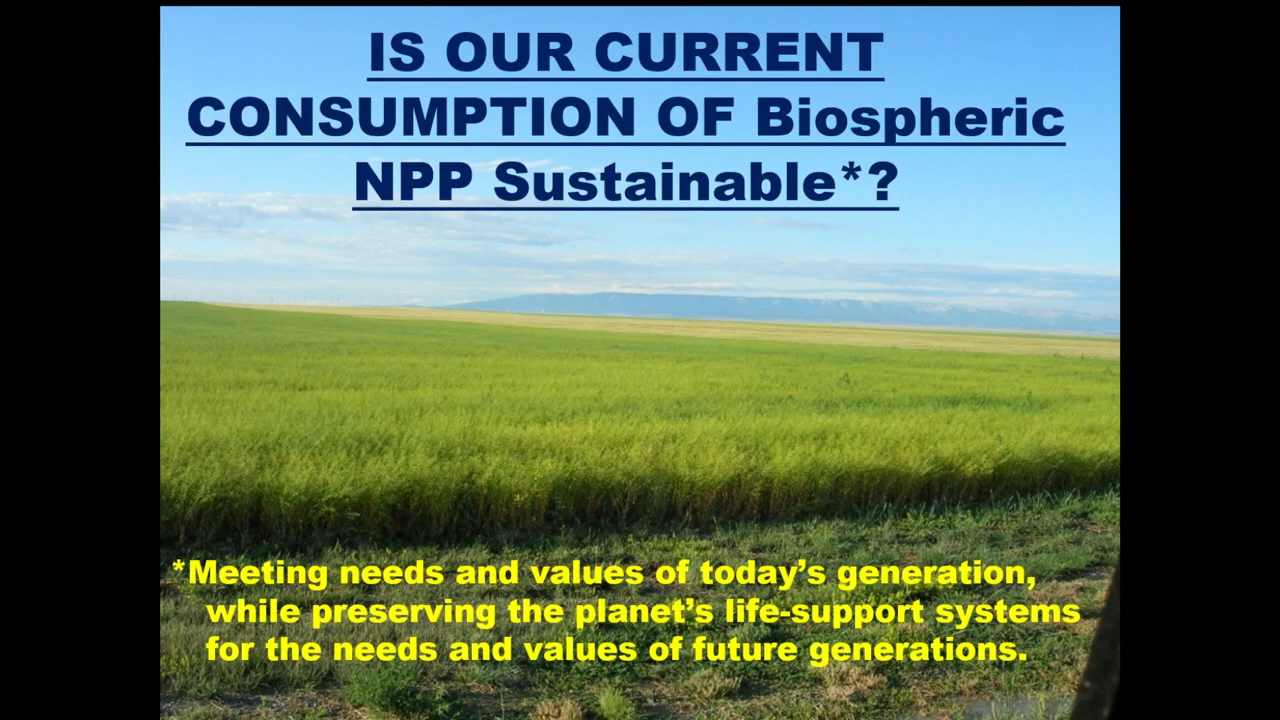 IS OUR CURRENT
CONSUMPTION OF Biospheric
NPP Sustainable*?
*Meeting needs and values of today’s generation,
while preserving the planet’s life-support systems
for the needs and values of future generations.